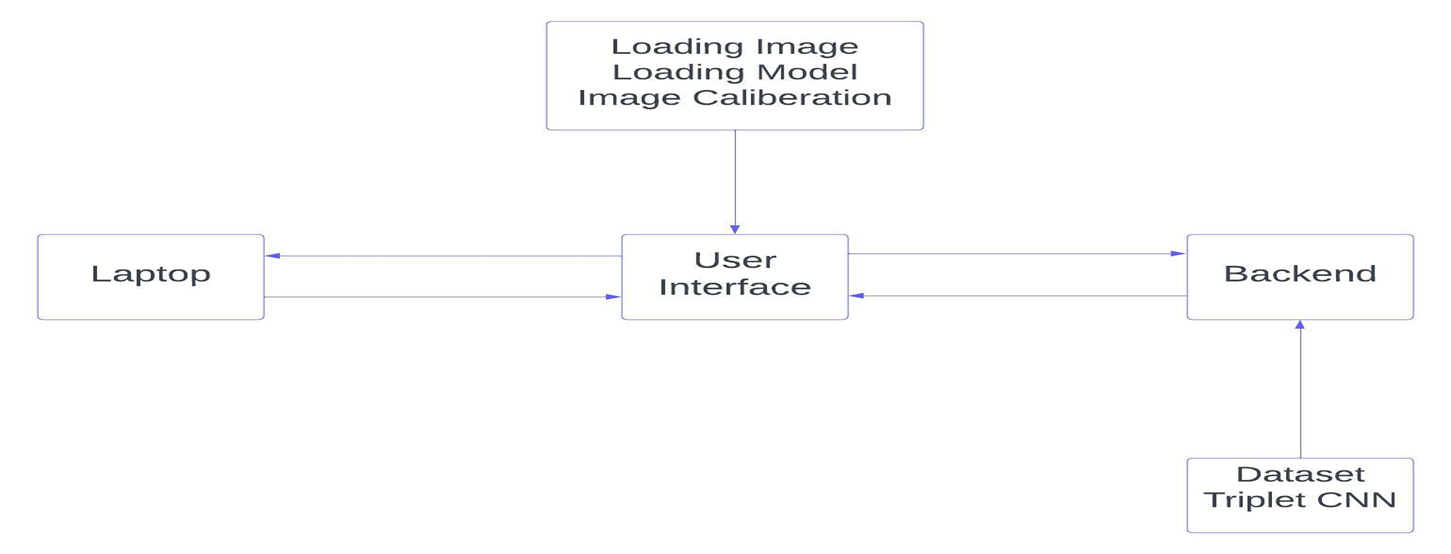 Loading Image
Loading Model
Image Caliberation
Laptop
User
Interface
Backend
Dataset
Triplet CNN